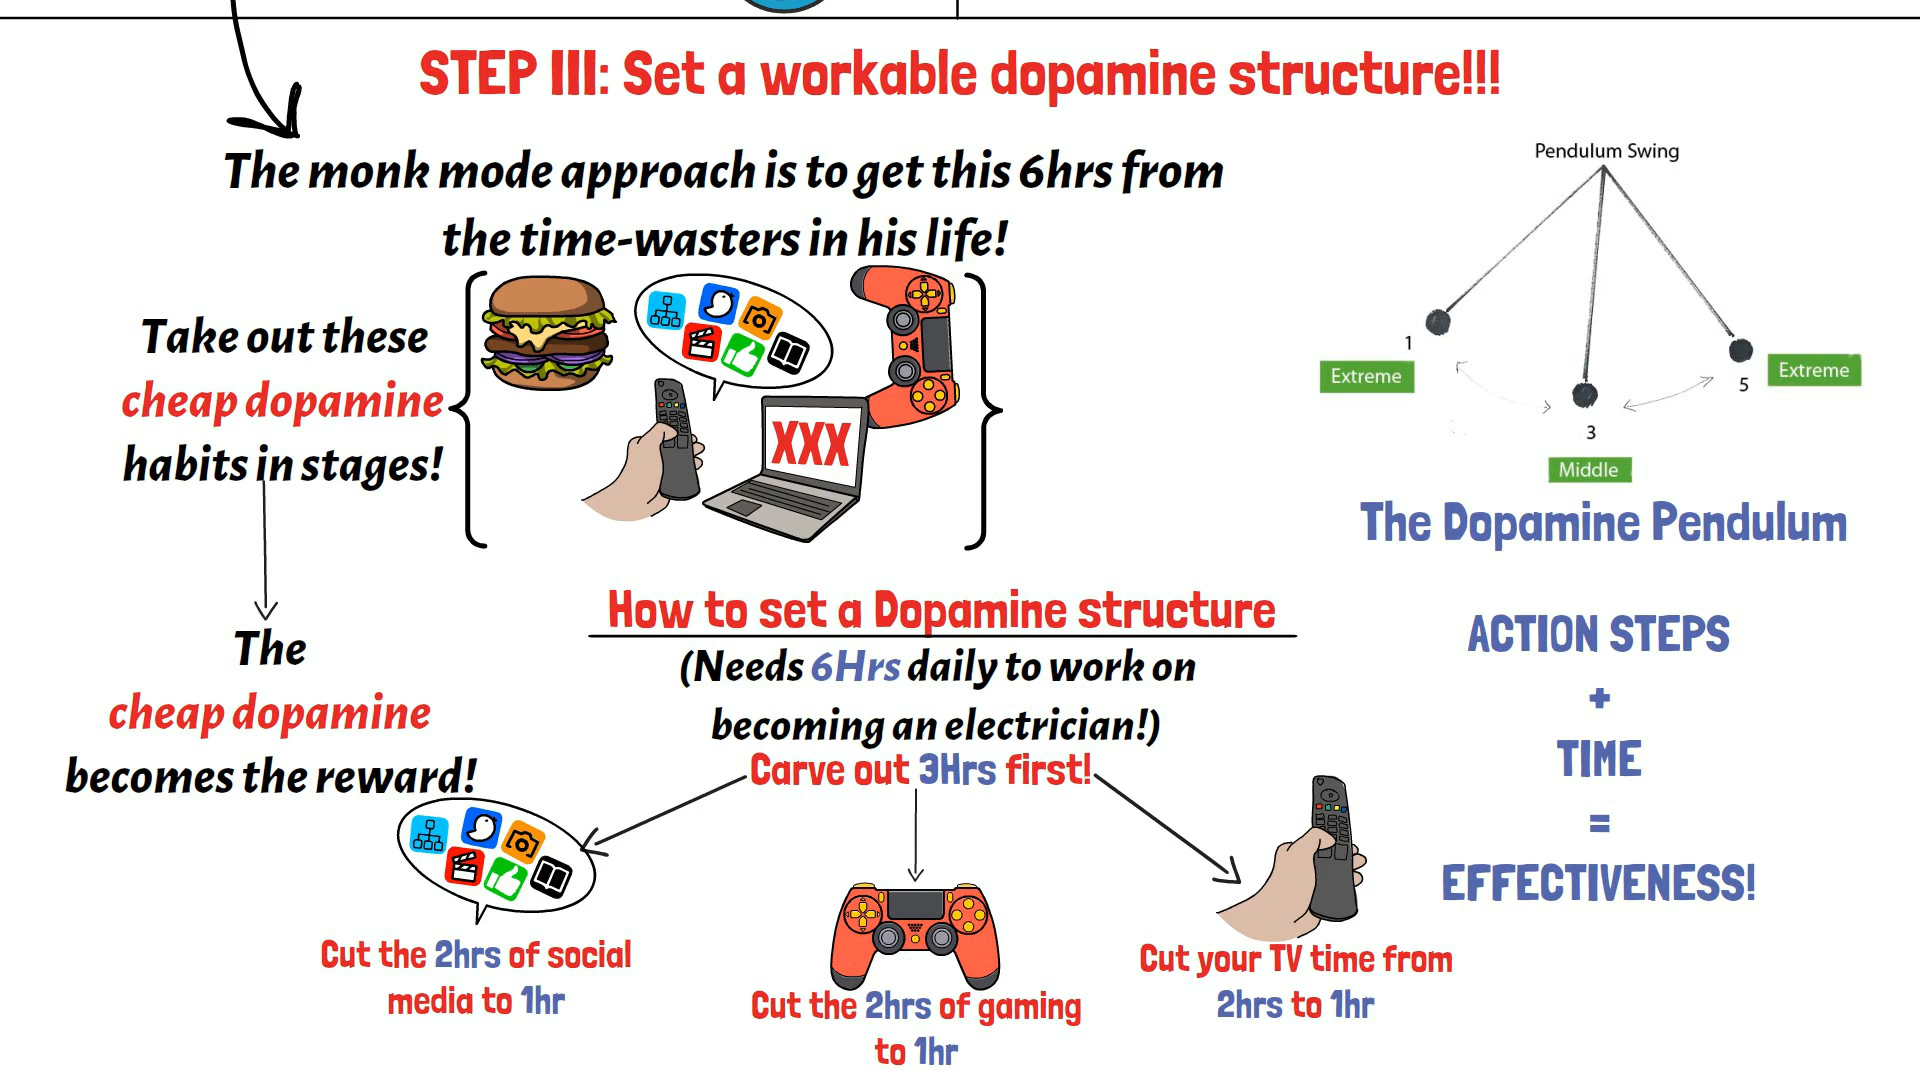 STEP III: Set a workable dopamine structure!!!
The monk mode approach is to get this 6hrs from
the time-wasters in his life!
Take out these
cheap dopamine
habits in stages!
XXX
The
cheap dopamine
becomes the reward!
Pendulum Swing
1
Extreme
3
Middle
5
Extreme
The Dopamine Pendulum
How to set a Dopamine structure
(Needs 6Hrs daily to work on
becoming an electrician!)
Carve out 3Hrs first!
Cut the 2hrs of social
media to 1hr
Cut the 2hrs of gaming
to 1hr
Cut your TV time from
2hrs to 1hr
ACTION STEPS
+
TIME
=
EFFECTIVENESS!